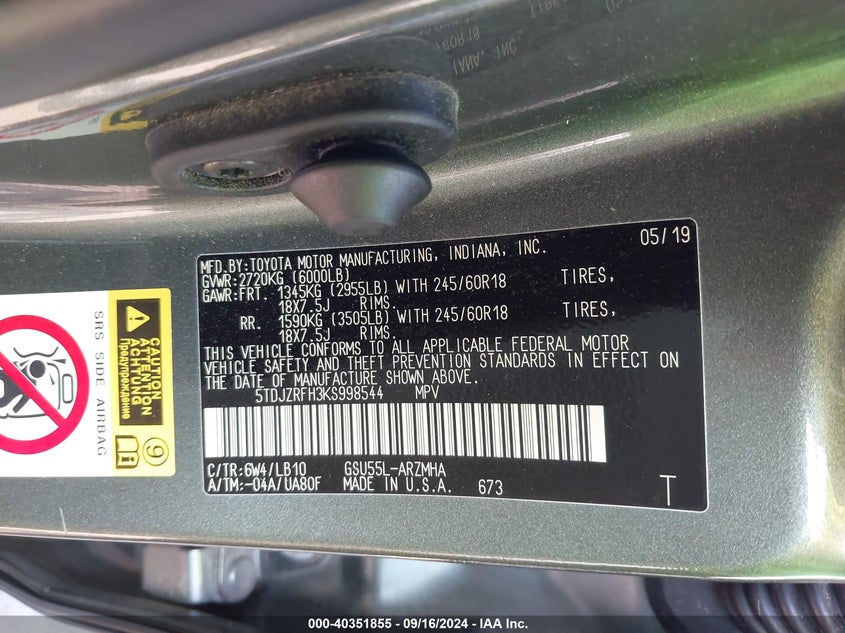 MFD.BY:TOYOTA MOTOR MANUFACTURING, INDIANA, INC. 05/19
GVWR:2720KG (6000LB)
GAWR:FRT. 1345KG (2955LB) WITH 245/60R18 TIRES,
18X7.5J RIMS.
RR. 1590KG (3505LB) WITH 245/60R18 TIRES,
18X7.5J RIMS.
THIS VEHICLE CONFORMS TO ALL APPLICABLE FEDERAL MOTOR
VEHICLE SAFETY AND THEFT PREVENTION STANDARDS IN EFFECT ON
THE DATE OF MANUFACTURE SHOWN ABOVE.
5TDJZRFH3KS998544 MPV
C/TR:6W4/LB10 GSU55L-ARZMHA
A/TM:-04A/UA80F MADE IN U.S.A. 673 T
SRS SIDE AIRBAG
CAUTION
ATTENTION
ACHTUNG
Предупреждение
9
000-40351855 - 09/16/2024 - IAA Inc.